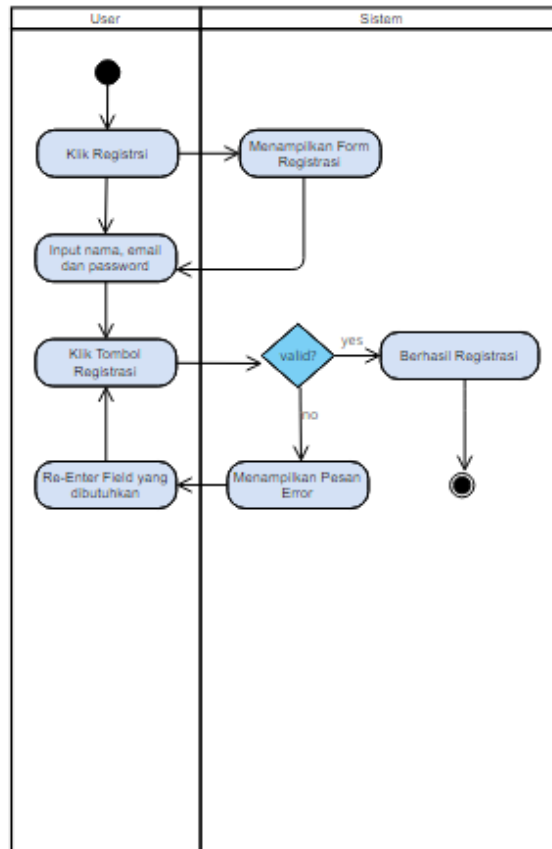 User
Sistem
Klik Registrsi
Menampilkan Form
Registrasi
Input nama, email
dan password
Klik Tombol
Registrasi
valid?
yes
Berhasil Registrasi
no
Re-Enter Field yang
dibutuhkan
Menampilkan Pesan
Error